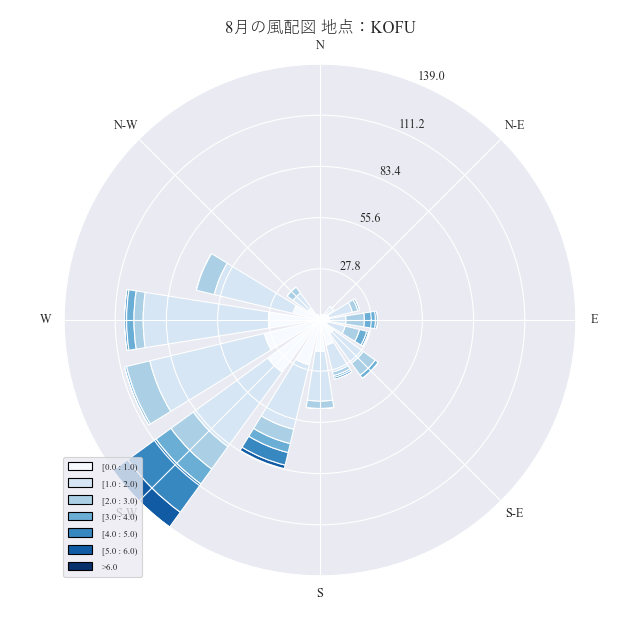 8月の風配図 地点：KOFU
N
139.0
N-W
111.2
N-E
83.4
55.6
27.8
W
E
[0.0 : 1.0)
[1.0 : 2.0)
[2.0 : 3.0)
[3.0 : 4.0)
[4.0 : 5.0)
[5.0 : 6.0)
>6.0
S-W
S-E
S